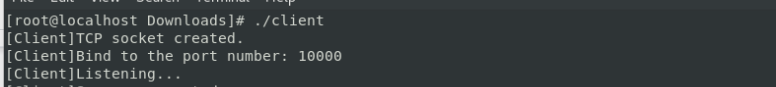 [root@localhost Downloads]# ./client
[Client]TCP socket created.
[Client]Bind to the port number: 10000
[Client]Listening...